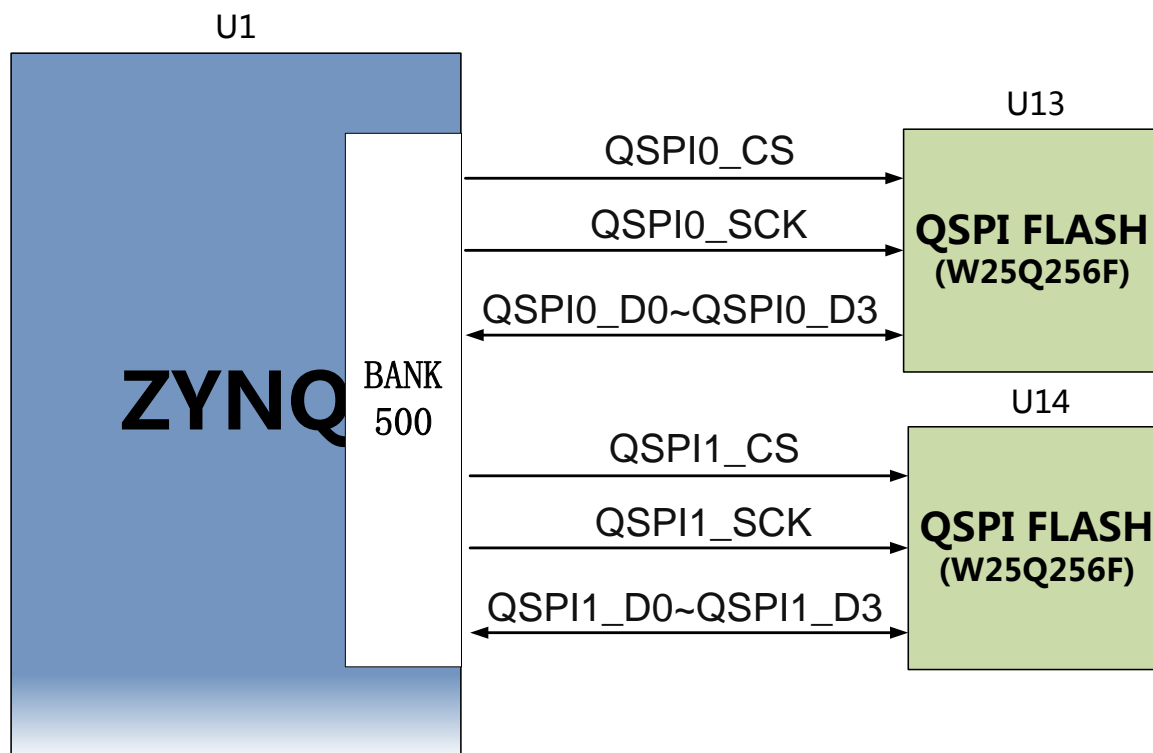 U1
ZYNQ
BANK
500
QSPI0_CS
QSPI0_SCK
QSPI0_D0~QSPI0_D3
U13
QSPI FLASH
(W25Q256F)
QSPI1_CS
QSPI1_SCK
QSPI1_D0~QSPI1_D3
U14
QSPI FLASH
(W25Q256F)